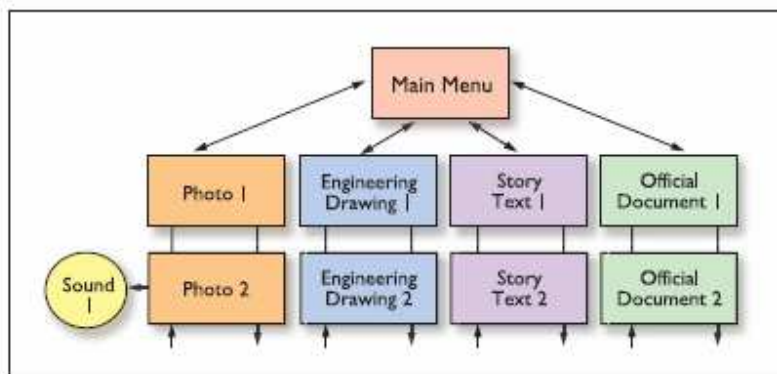 Main Menu
Photo 1
Engineering
Drawing 1
Story
Text 1
Official
Document 1
Sound
1
Photo 2
Engineering
Drawing 2
Story
Text 2
Official
Document 2